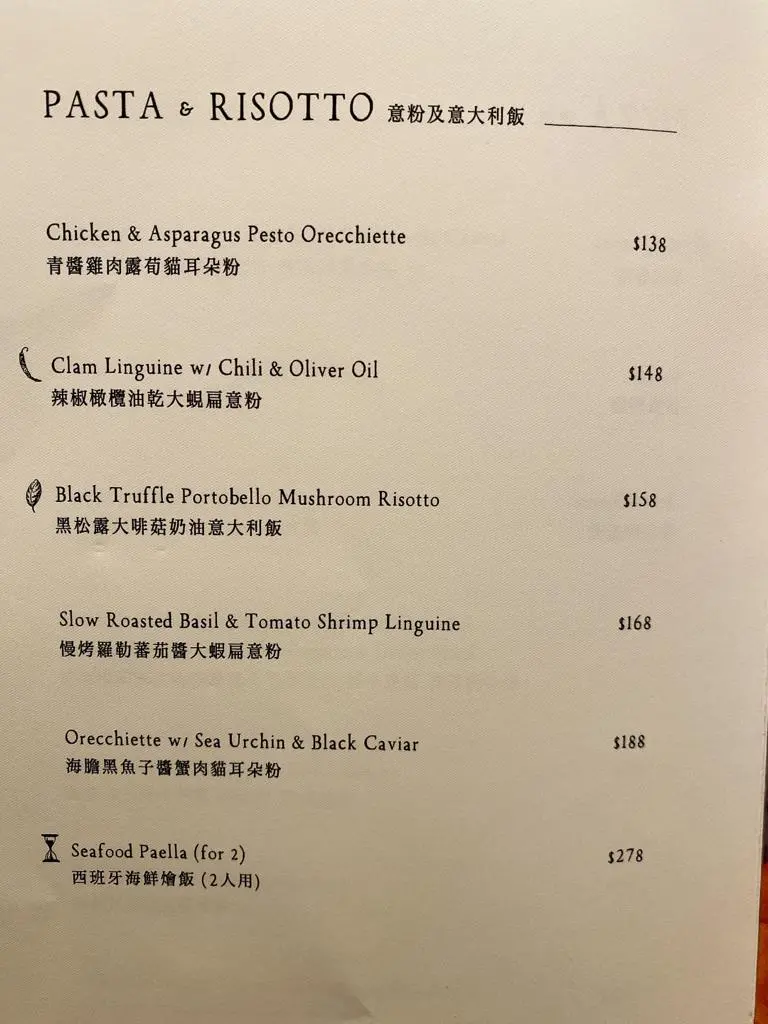 PASTA & RISOTTO 意粉及意大利飯
Chicken & Asparagus Pesto Orecchiette $138
青醬雞肉露荀貓耳朵粉
Clam Linguine w/ Chili & Oliver Oil $148
辣椒橄欖油乾大蜆扁意粉
Black Truffle Portobello Mushroom Risotto $158
黑松露大啡菇奶油意大利飯
Slow Roasted Basil & Tomato Shrimp Linguine $168
慢烤羅勒蕃茄醬大蝦扁意粉
Orecchiette w/ Sea Urchin & Black Caviar $188
海膽黑魚子醬蟹肉貓耳朵粉
Seafood Paella (for 2) $278
西班牙海鮮燴飯 (2人用)